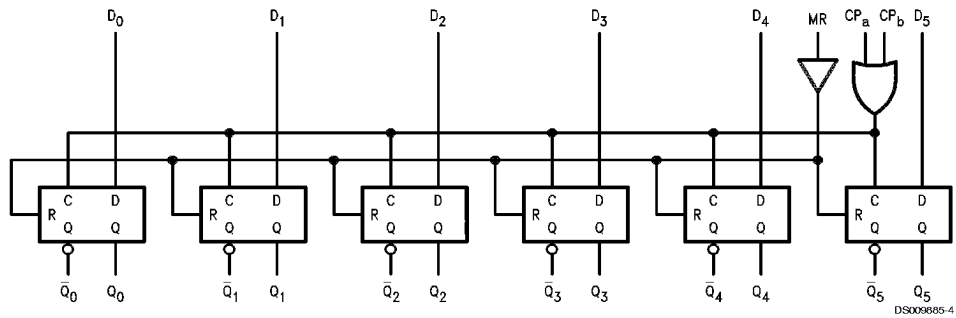 D₀ D₁ D₂ D₃ D₄ MR CPₐ CP_b D₅
C D C D C D C D C D C D
R R R R R R
Q Q Q Q Q Q Q Q Q Q Q Q
Q̅₀ Q₀ Q̅₁ Q₁ Q̅₂ Q₂ Q̅₃ Q₃ Q̅₄ Q₄ Q̅₅ Q₅
DS009885-4